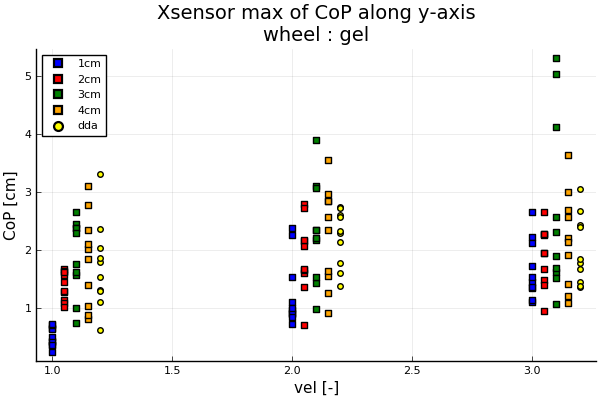 Xsensor max of CoP along y-axis
wheel : gel
1cm
2cm
3cm
4cm
dda
CoP [cm]
5
4
3
2
1
1.0 1.5 2.0 2.5 3.0
vel [-]